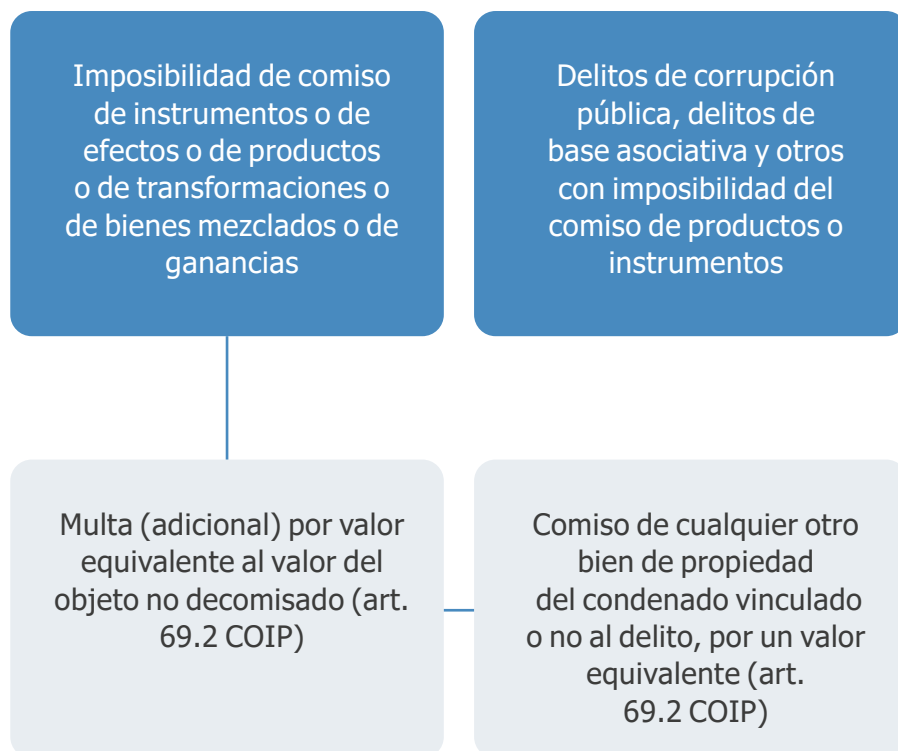 Imposibilidad de comiso
de instrumentos o de
efectos o de productos
o de transformaciones o
de bienes mezclados o de
ganancias
Delitos de corrupción
pública, delitos de
base asociativa y otros
con imposibilidad del
comiso de productos o
instrumentos
Multa (adicional) por valor
equivalente al valor del
objeto no decomisado (art.
69.2 COIP)
Comiso de cualquier otro
bien de propiedad
del condenado vinculado
o no al delito, por un valor
equivalente (art.
69.2 COIP)